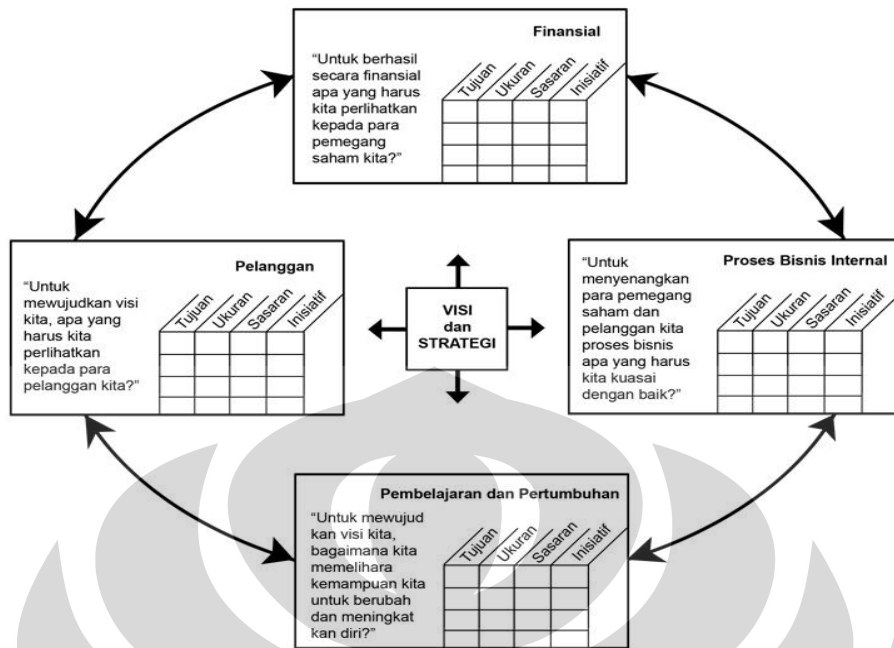 Finansial
“Untuk berhasil
secara finansial
apa yang harus
kita perlihatkan
kepada para
pemegang
saham kita?”
Tujuan
Ukuran
Sasaran
Inisiatif
Pelanggan
“Untuk
mewujudkan visi
kita, apa yang
harus kita
perlihatkan
kepada para
pelanggan kita?”
Tujuan
Ukuran
Sasaran
Inisiatif
VISI
dan
STRATEGI
Proses Bisnis Internal
“Untuk
menyenangkan
para pemegang
saham dan
pelanggan kita
proses bisnis
apa yang harus
kita kuasai
dengan baik?”
Tujuan
Ukuran
Sasaran
Inisiatif
Pembelajaran dan Pertumbuhan
“Untuk mewujud
kan visi kita,
bagaimana kita
memelihara
kemampuan kita
untuk berubah
dan meningkat
kan diri?”
Tujuan
Ukuran
Sasaran
Inisiatif